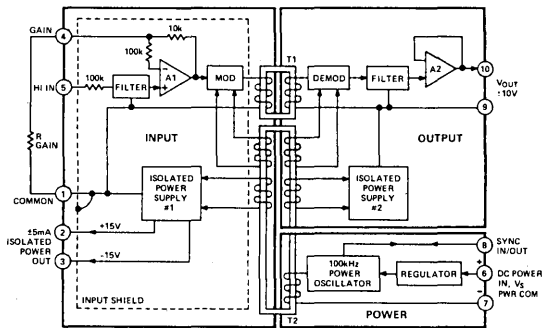 GAIN
4
10k
100k
T1
HI IN
5
100k
FILTER
A1
MOD
DEMOD
FILTER
A2
10
VOUT
±10V
9
R
GAIN
INPUT
OUTPUT
COMMON
1
ISOLATED
POWER
SUPPLY
#1
ISOLATED
POWER
SUPPLY
#2
±5mA
ISOLATED
POWER
OUT
2
+15V
3
-15V
8
SYNC
IN/OUT
100kHz
POWER
OSCILLATOR
REGULATOR
+
6
DC POWER
IN, VS
PWR COM
−
7
INPUT SHIELD
T2
POWER